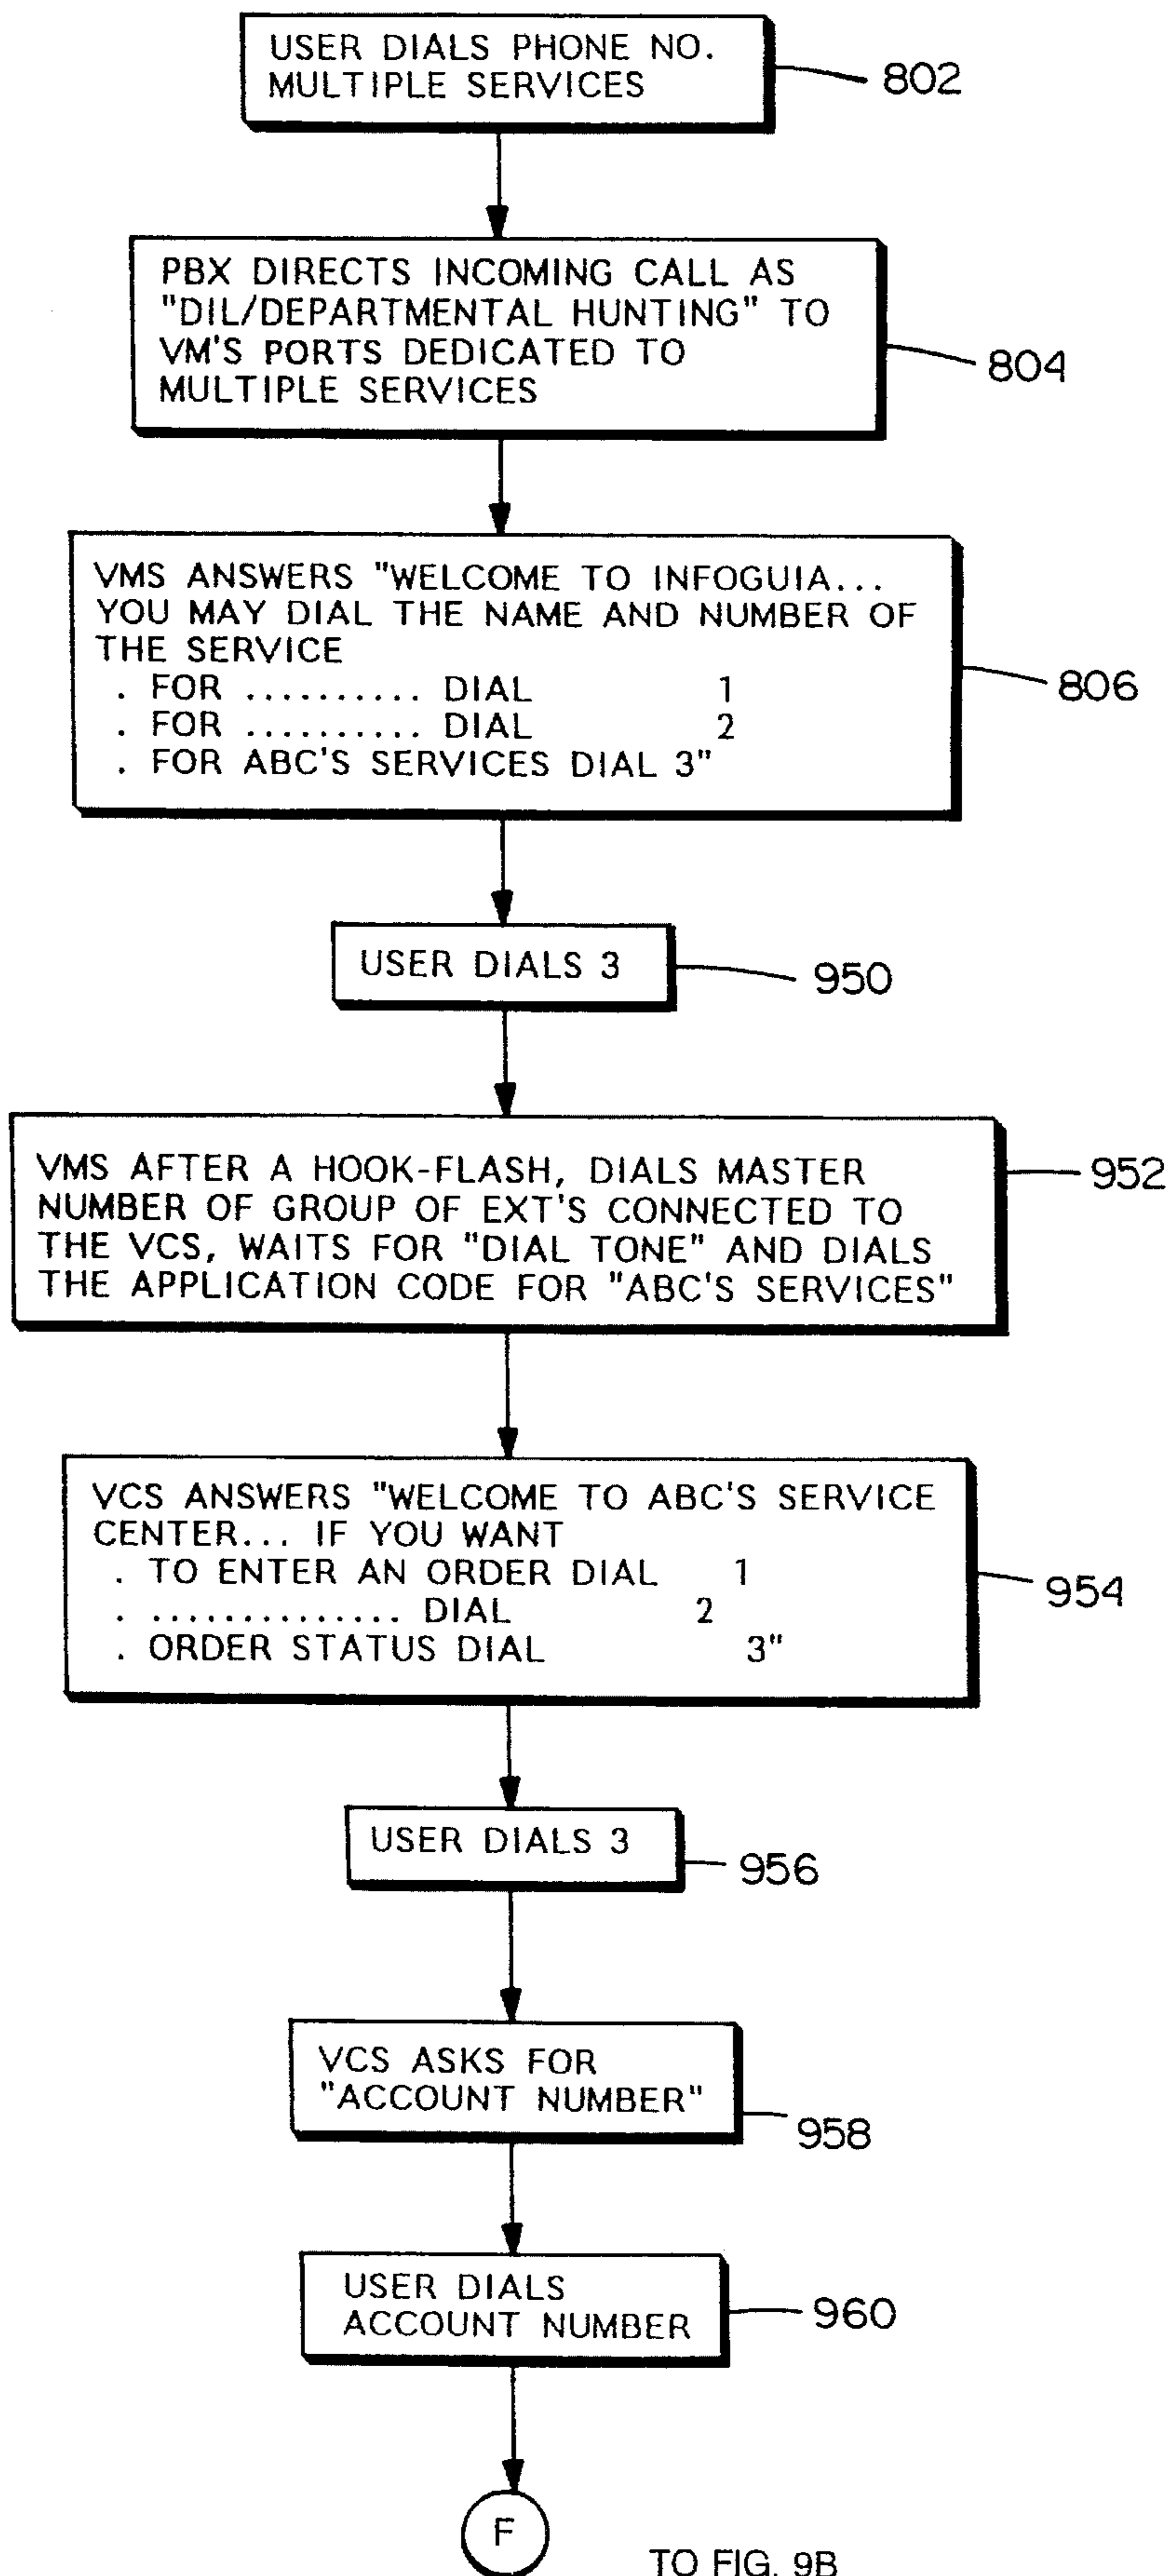 USER DIALS PHONE NO.
MULTIPLE SERVICES
802
PBX DIRECTS INCOMING CALL AS
"DIL/DEPARTMENTAL HUNTING" TO
VM'S PORTS DEDICATED TO
MULTIPLE SERVICES
804
VMS ANSWERS "WELCOME TO INFOGUIA...
YOU MAY DIAL THE NAME AND NUMBER OF
THE SERVICE
. FOR .......... DIAL 1
. FOR .......... DIAL 2
. FOR ABC'S SERVICES DIAL 3"
806
USER DIALS 3
950
VMS AFTER A HOOK-FLASH, DIALS MASTER
NUMBER OF GROUP OF EXT'S CONNECTED TO
THE VCS, WAITS FOR "DIAL TONE" AND DIALS
THE APPLICATION CODE FOR "ABC'S SERVICES"
952
VCS ANSWERS "WELCOME TO ABC'S SERVICE
CENTER... IF YOU WANT
. TO ENTER AN ORDER DIAL 1
. .............. DIAL 2
. ORDER STATUS DIAL 3"
954
USER DIALS 3
956
VCS ASKS FOR
"ACCOUNT NUMBER"
958
USER DIALS
ACCOUNT NUMBER
960
F
TO FIG. 9B